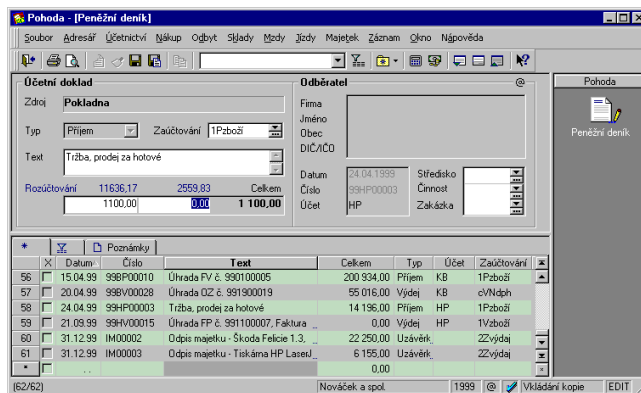 Pohoda - [Peněžní deník]
Soubor Adresář Účetnictví Nákup Odbyt Sklady Mzdy Jízdy Majetek Záznam Okno Nápověda
Účetní doklad
Zdroj Pokladna
Typ Příjem Zaúčtování 1Pzboží
Text Tržba, prodej za hotové
Rozúčtování 11636,17 2559,83 Celkem
1100,00 0,00 1 100,00
Odběratel @
Firma
Jméno
Obec
DIČ/IČO
Datum 24.04.1999 Středisko
Číslo 99HP00003 Činnost
Účet HP Zakázka
Pohoda
Peněžní deník
* Poznámky
X Datum Číslo Text Celkem Typ Účet Zaúčtování
56 15.04.99 99BP00010 Úhrada FV č. 990100005 200 934,00 Příjem KB 1Pzboží
57 20.04.99 99BV00028 Úhrada OZ č. 991900019 55 016,00 Výdej KB cVNdph
58 24.04.99 99HP00003 Tržba, prodej za hotové 14 196,00 Příjem HP 1Pzboží
59 21.09.99 99HV00015 Úhrada FP č. 991100007, Faktura ... 0,00 Výdej HP 1Vzboží
60 31.12.99 IM00002 Odpis majetku - Škoda Felicie 1.3, ... 22 250,00 Uzávěrk... 2Zvýdaj
61 31.12.99 IM00003 Odpis majetku - Tiskárna HP LaserJ... 6 155,00 Uzávěrk... 2Zvýdaj
* . . 0,00
(62/62) Nováček a spol. 1999 @ Vkládání kopie EDIT